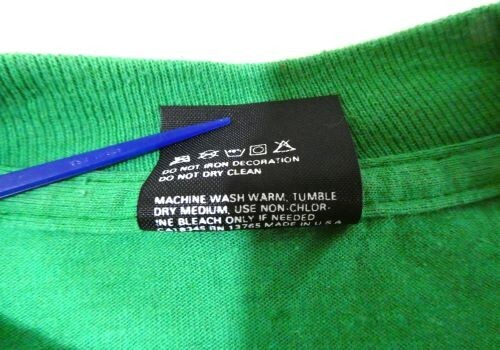 DO NOT IRON DECORATION
DO NOT DRY CLEAN
MACHINE WASH WARM, TUMBLE
DRY MEDIUM, USE NON-CHLOR-
INE BLEACH ONLY IF NEEDED
CA18345 RN 13765 MADE IN U.S.A.